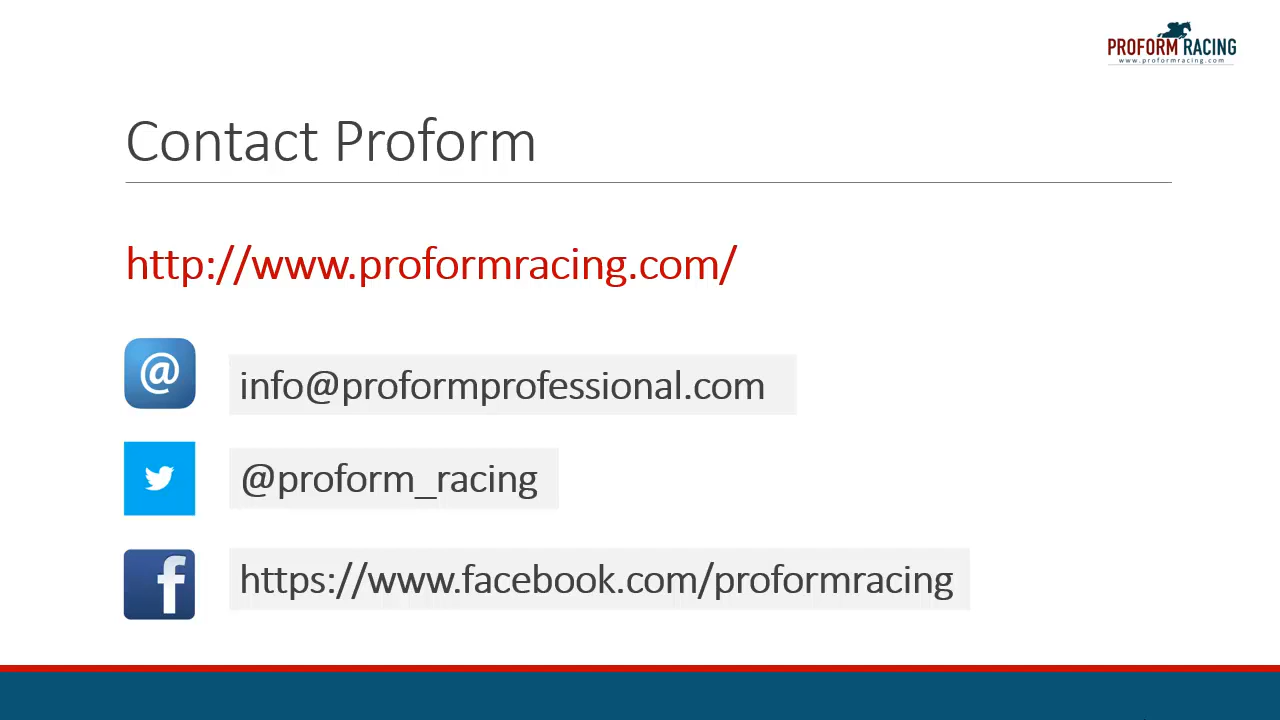 PROFORM RACING
www.proformracing.com
Contact Proform
http://www.proformracing.com/
@
info@proformprofessional.com
@proform_racing
f
https://www.facebook.com/proformracing